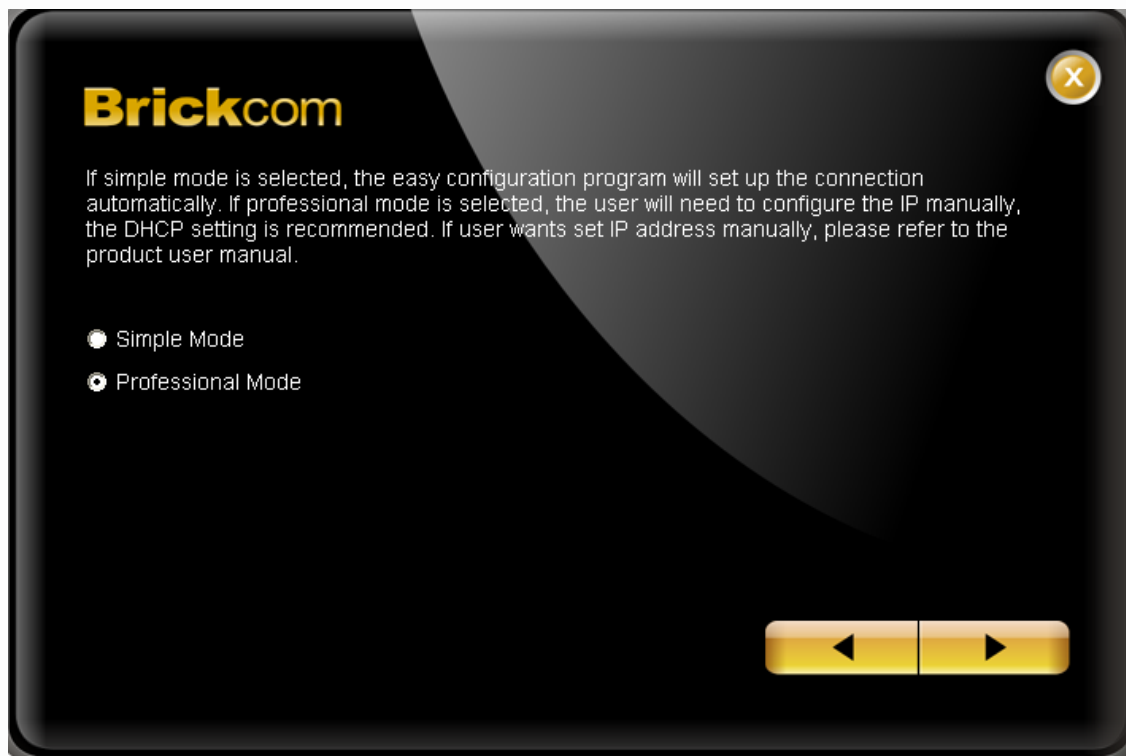 Brickcom
If simple mode is selected, the easy configuration program will set up the connection
automatically. If professional mode is selected, the user will need to configure the IP manually,
the DHCP setting is recommended. If user wants set IP address manually, please refer to the
product user manual.
Simple Mode
Professional Mode